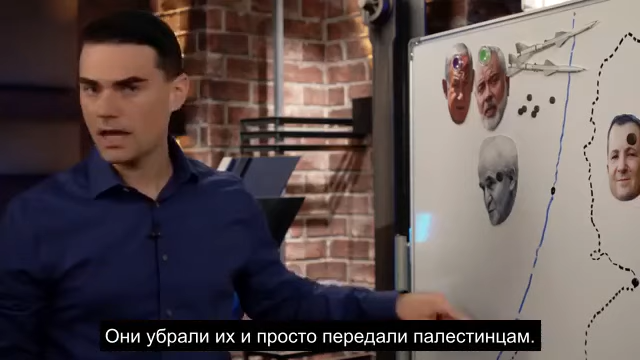 Они убрали их и просто передали палестинцам.